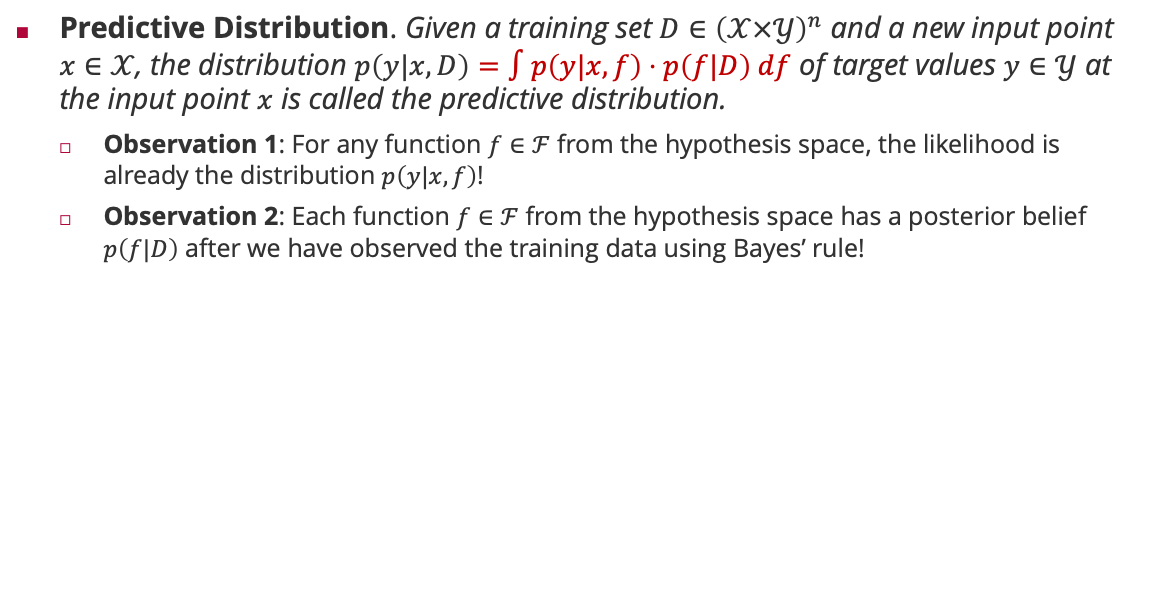 Predictive Distribution. Given a training set D ∈ (𝒳×𝒴)ⁿ and a new input point
x ∈ 𝒳, the distribution p(y|x, D) = ∫ p(y|x, f) · p(f|D) df of target values y ∈ 𝒴 at
the input point x is called the predictive distribution.
Observation 1: For any function f ∈ ℱ from the hypothesis space, the likelihood is
already the distribution p(y|x, f)!
Observation 2: Each function f ∈ ℱ from the hypothesis space has a posterior belief
p(f|D) after we have observed the training data using Bayes’ rule!